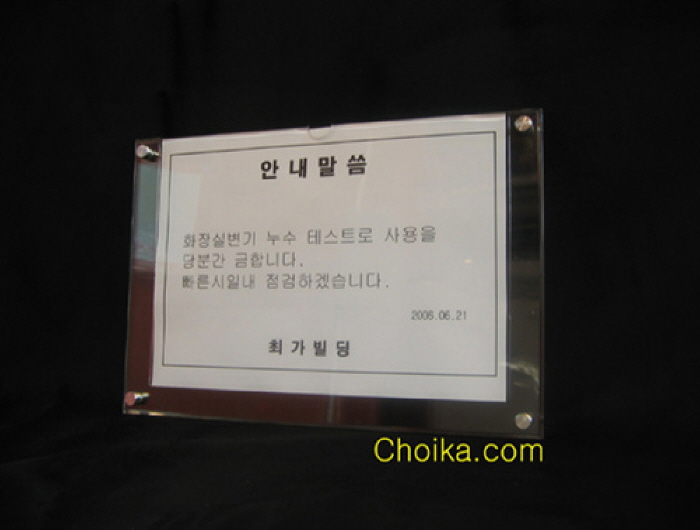 안내말씀
화장실변기 누수 테스트로 사용을
당분간 금합니다.
빠른시일내 점검하겠습니다.
2006.06.21
최가빌딩
Choika.com